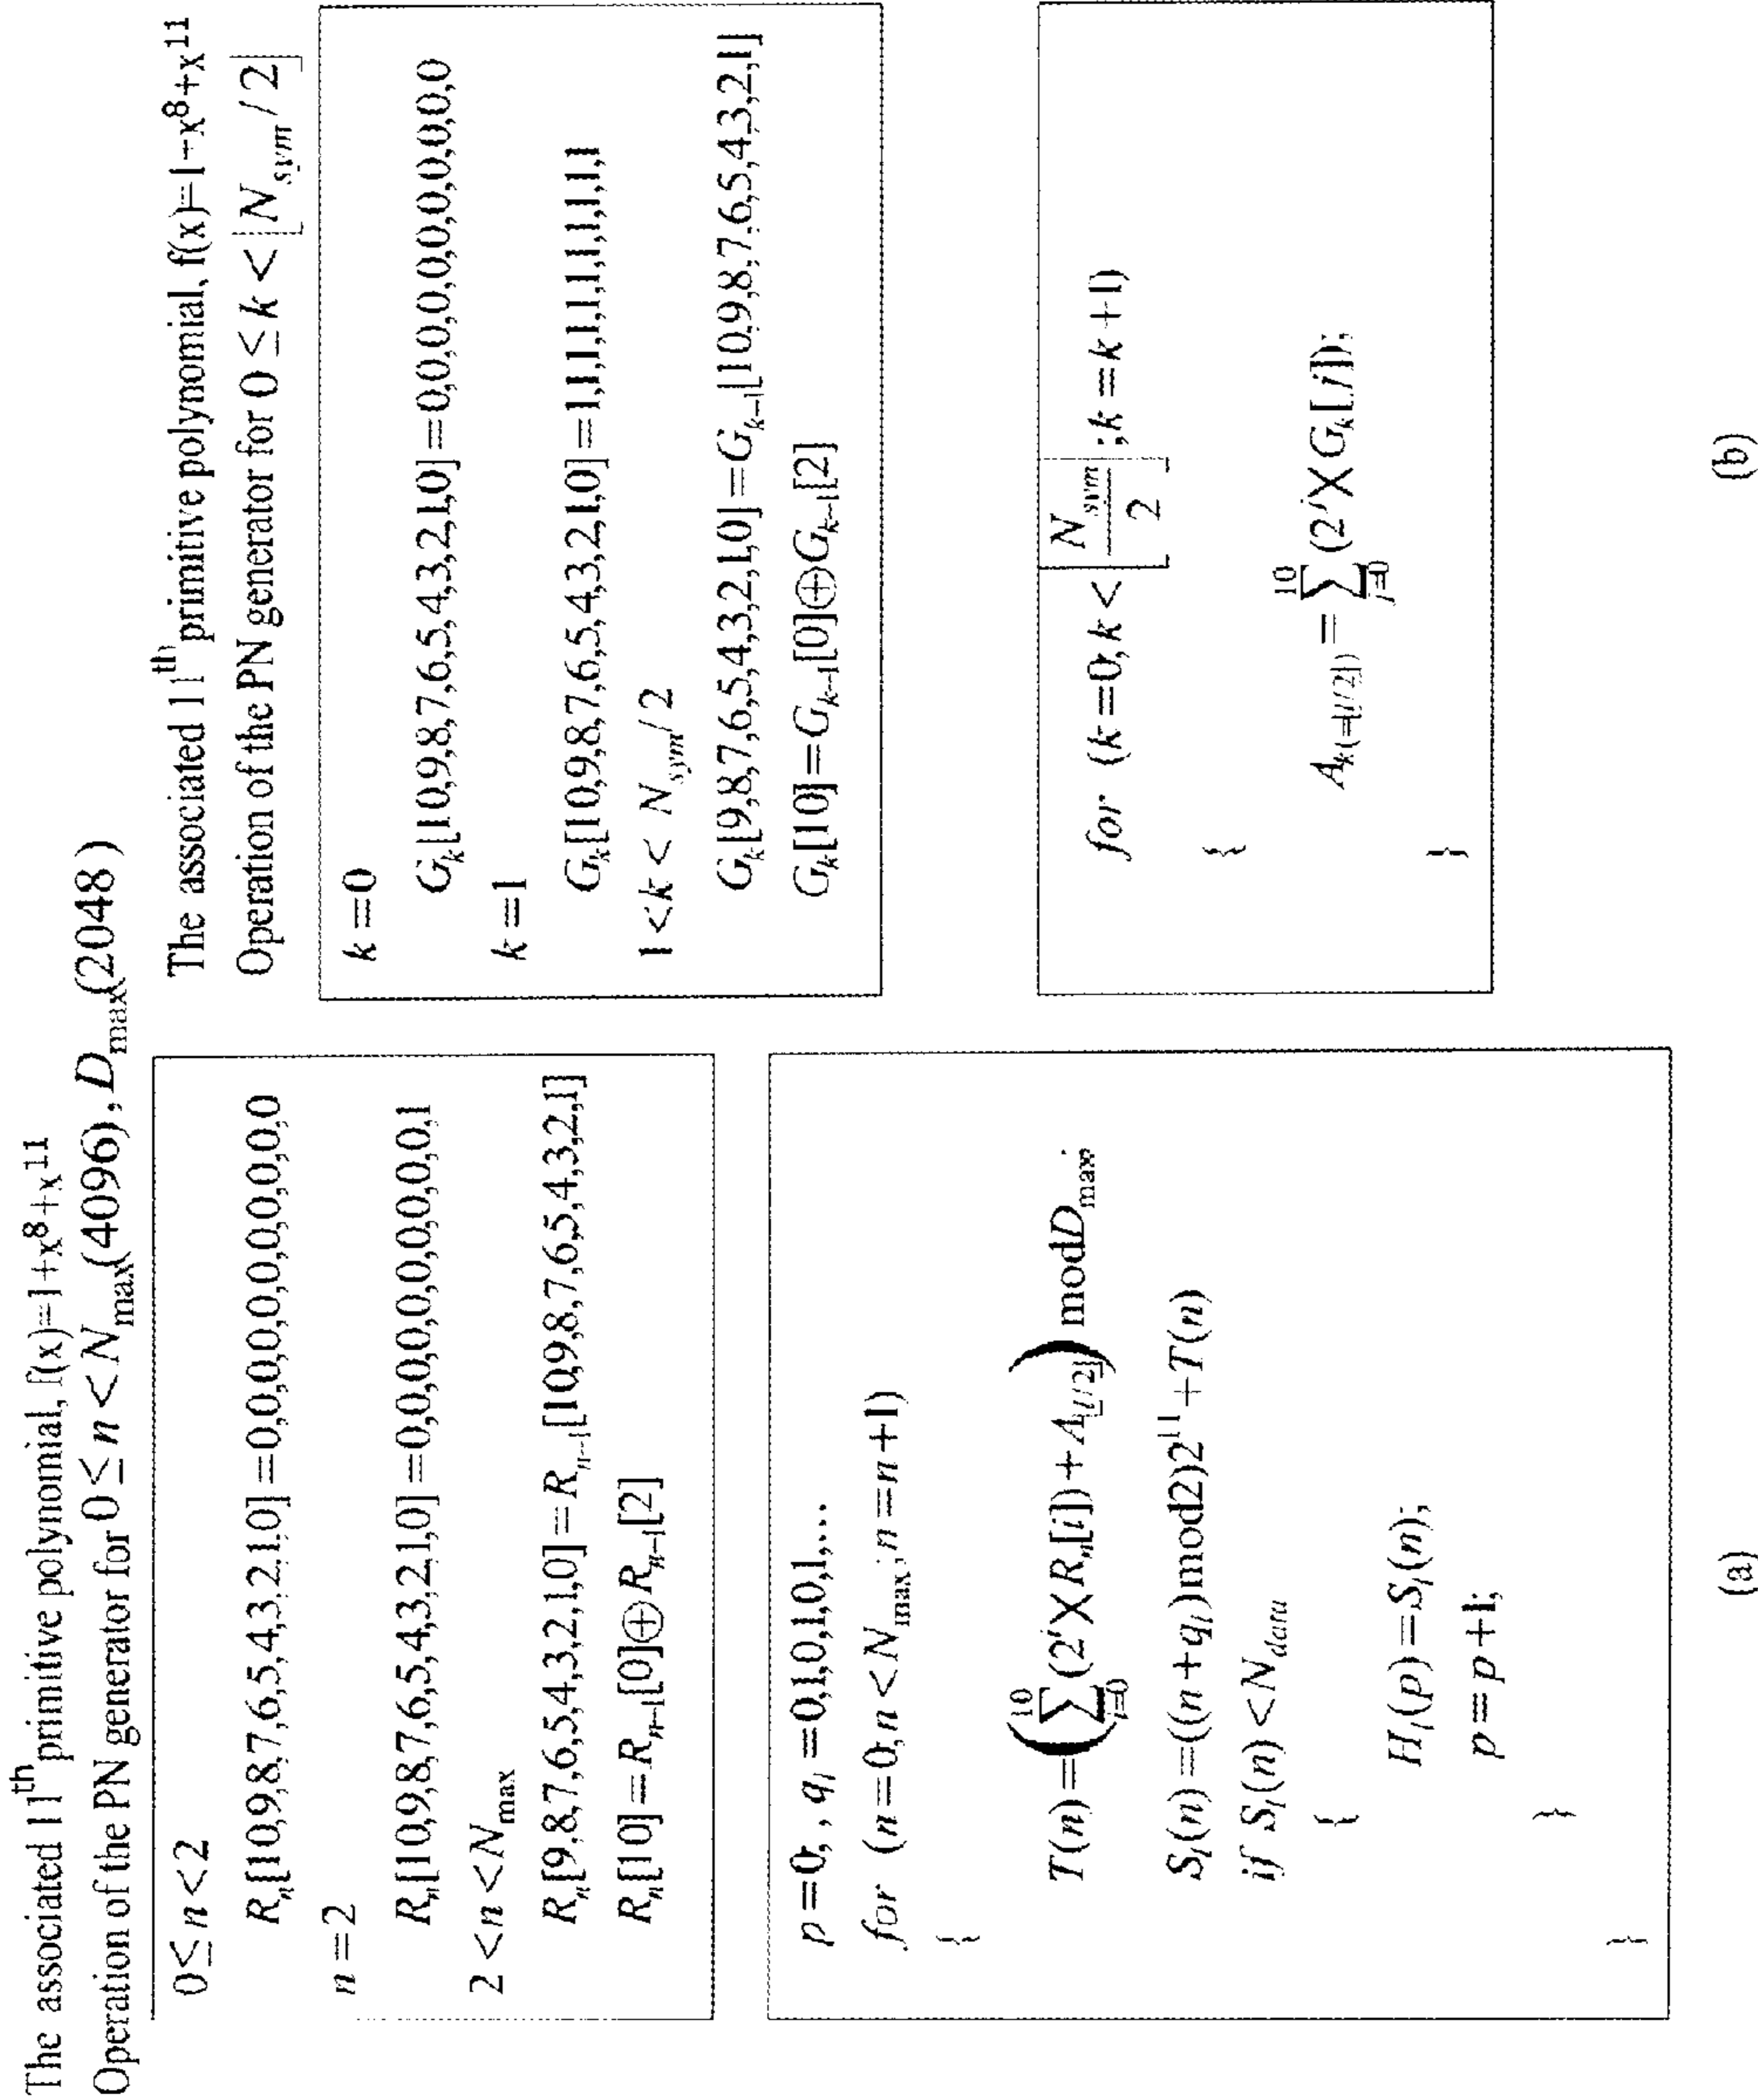 The associated 11th primitive polynomial, f(x)=1+x^8+x^11
Operation of the PN generator for 0≤n<N_max(4096), D_max(2048)
0≤n<2
R_n[10,9,8,7,6,5,4,3,2,1,0]=0,0,0,0,0,0,0,0,0,0,0
n=2
R_n[10,9,8,7,6,5,4,3,2,1,0]=0,0,0,0,0,0,0,0,0,0,1
2<n<N_max
R_n[9,8,7,6,5,4,3,2,1,0]=R_{n-1}[10,9,8,7,6,5,4,3,2,1]
R_n[10]=R_{n-1}[0]⊕R_{n-1}[2]
p=0; , q_l=0,1,0,1,0,1,...
for (n=0;n<N_max;n=n+1)
{
T(n)=(∑_{i=0}^{10}(2^i×R_n[i])+A_{⌊l/2⌋})modD_max;
S_l(n)=((n+q_l)mod2)2^11+T(n)
if S_l(n)<N_data
{
H_l(p)=S_l(n);
p=p+1;
}
}
(a)
The associated 11th primitive polynomial, f(x)=1+x^8+x^11
Operation of the PN generator for 0≤k<⌊N_sym/2⌋
k=0
G_k[10,9,8,7,6,5,4,3,2,1,0]=0,0,0,0,0,0,0,0,0,0,0
k=1
G_k[10,9,8,7,6,5,4,3,2,1,0]=1,1,1,1,1,1,1,1,1,1,1
1<k<N_sym/2
G_k[9,8,7,6,5,4,3,2,1,0]=G_{k-1}[10,9,8,7,6,5,4,3,2,1]
G_k[10]=G_{k-1}[0]⊕G_{k-1}[2]
for (k=0;k<⌊N_sym/2⌋;k=k+1)
{
A_{k(=⌊l/2⌋)}=∑_{i=0}^{10}(2^i×G_k[i]);
}
(b)